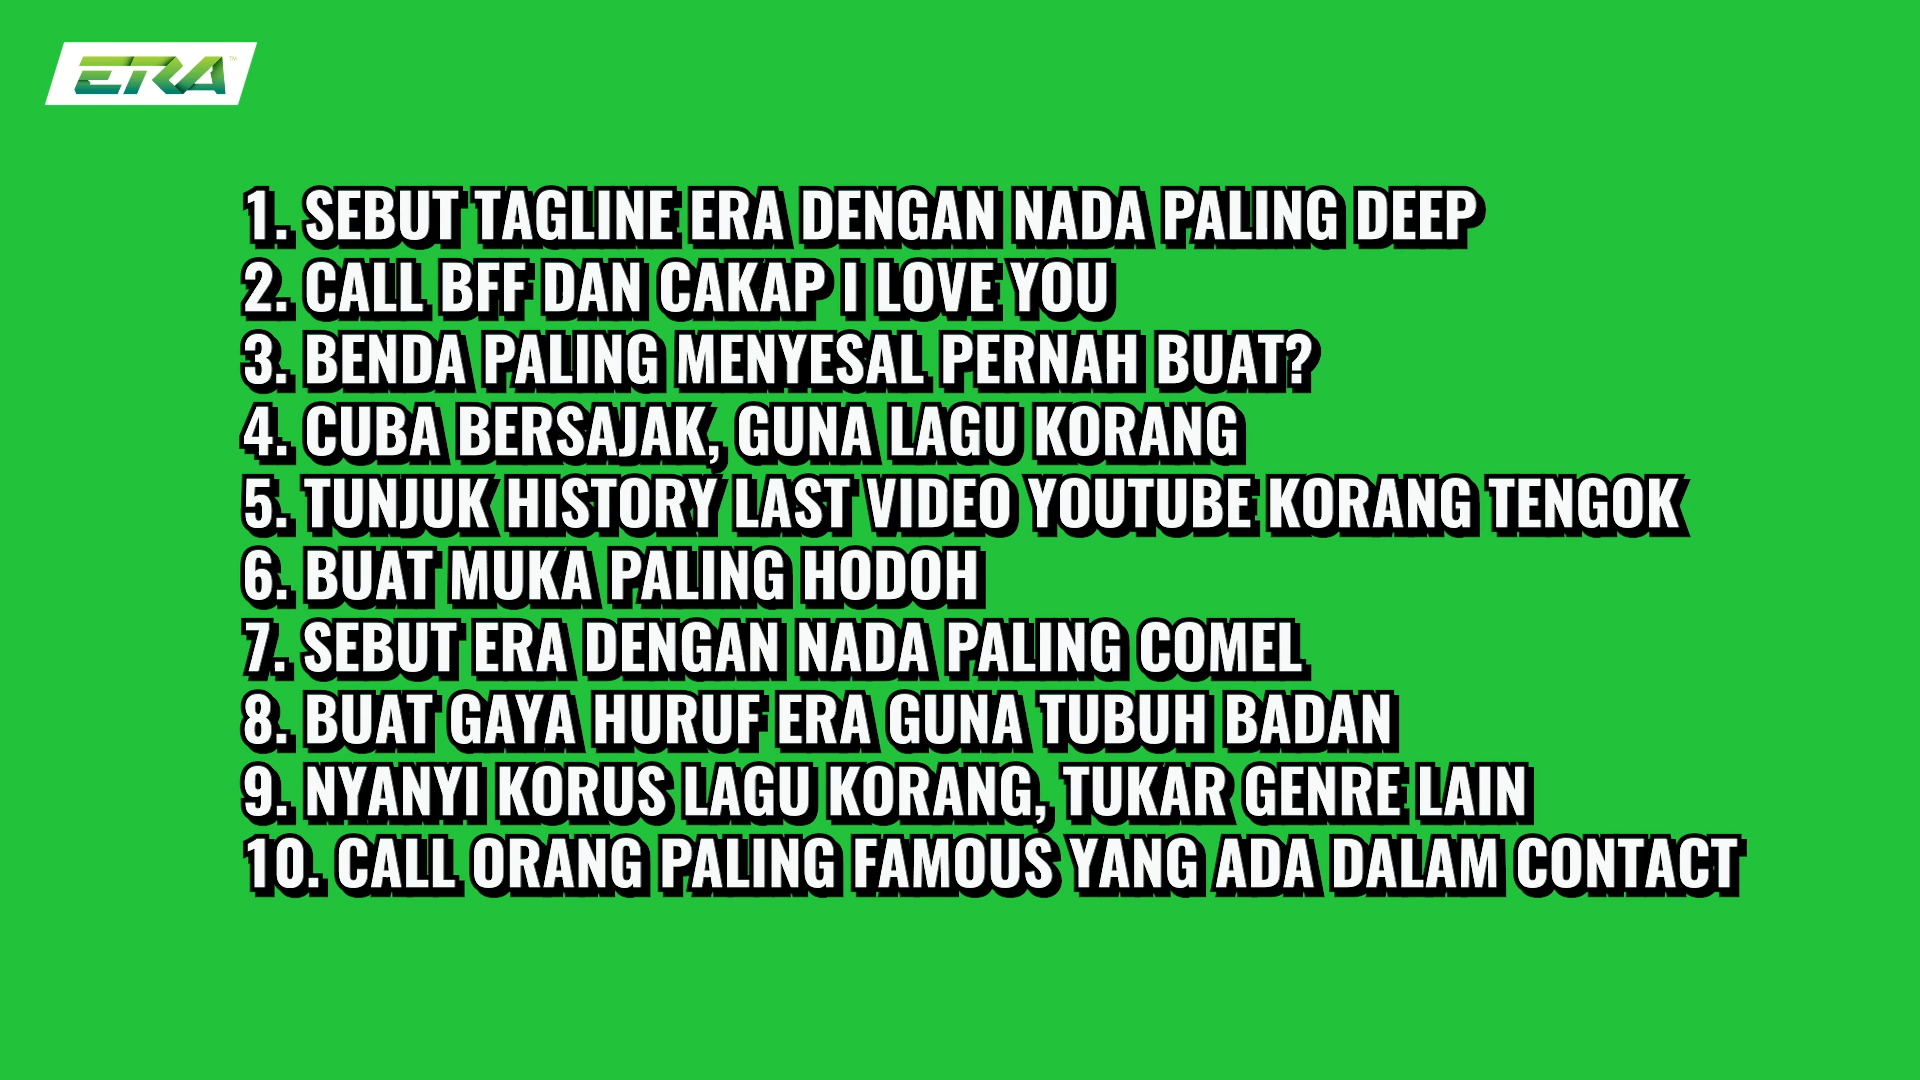 ERA™
1. SEBUT TAGLINE ERA DENGAN NADA PALING DEEP
2. CALL BFF DAN CAKAP I LOVE YOU
3. BENDA PALING MENYESAL PERNAH BUAT?
4. CUBA BERSAJAK, GUNA LAGU KORANG
5. TUNJUK HISTORY LAST VIDEO YOUTUBE KORANG TENGOK
6. BUAT MUKA PALING HODOH
7. SEBUT ERA DENGAN NADA PALING COMEL
8. BUAT GAYA HURUF ERA GUNA TUBUH BADAN
9. NYANYI KORUS LAGU KORANG, TUKAR GENRE LAIN
10. CALL ORANG PALING FAMOUS YANG ADA DALAM CONTACT